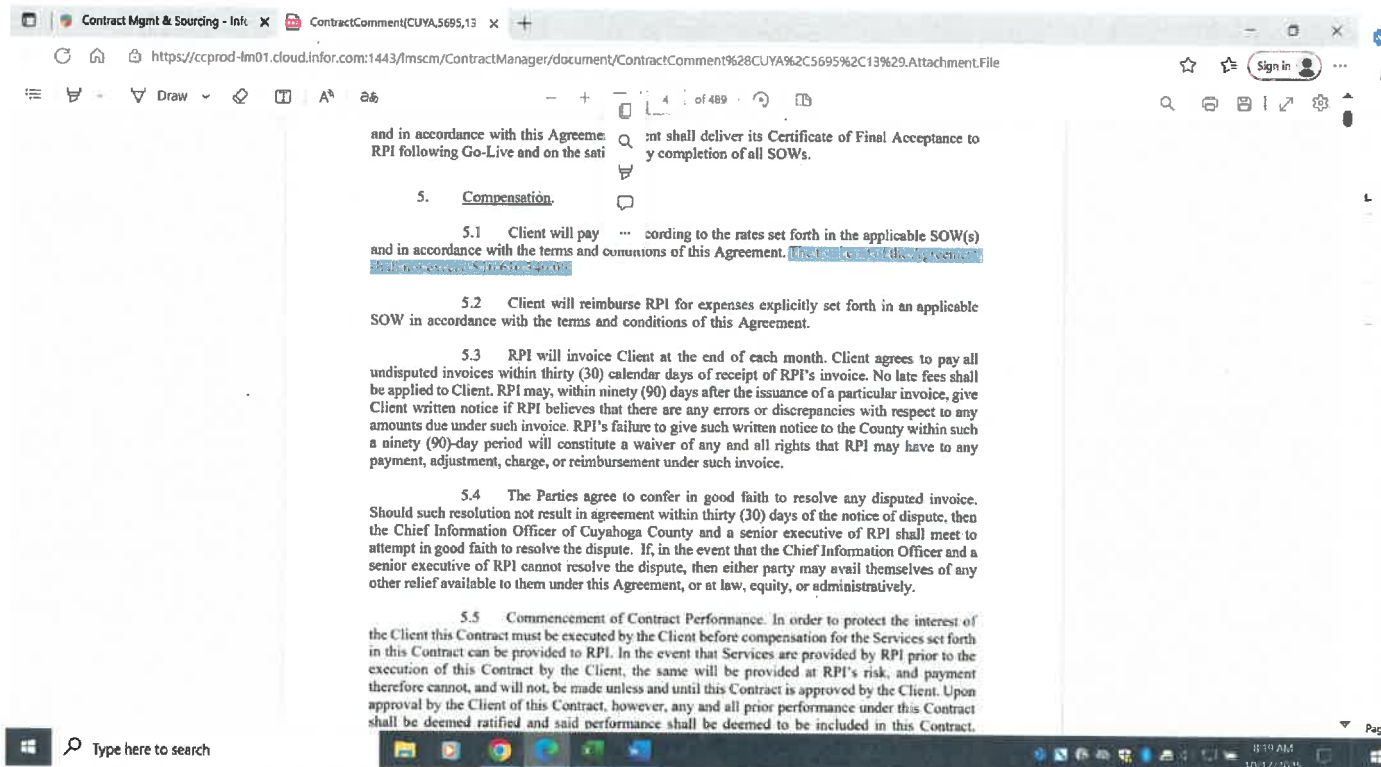 Contract Mgmt & Sourcing - Info
ContractComment(CUYA,5695,13
https://ccprod-lm01.cloud.infor.com:1443/lmscm/ContractManager/document/ContractComment%28CUYA%2C5695%2C13%29.Attachment.File
Sign in
Draw
4 of 489
and in accordance with this Agreeme nt shall deliver its Certificate of Final Acceptance to
RPI following Go-Live and on the sati y completion of all SOWs.
5. Compensation.
5.1 Client will pay cording to the rates set forth in the applicable SOW(s)
and in accordance with the terms and conditions of this Agreement.
5.2 Client will reimburse RPI for expenses explicitly set forth in an applicable
SOW in accordance with the terms and conditions of this Agreement.
5.3 RPI will invoice Client at the end of each month. Client agrees to pay all
undisputed invoices within thirty (30) calendar days of receipt of RPI's invoice. No late fees shall
be applied to Client. RPI may, within ninety (90) days after the issuance of a particular invoice, give
Client written notice if RPI believes that there are any errors or discrepancies with respect to any
amounts due under such invoice. RPI's failure to give such written notice to the County within such
a ninety (90)-day period will constitute a waiver of any and all rights that RPI may have to any
payment, adjustment, charge, or reimbursement under such invoice.
5.4 The Parties agree to confer in good faith to resolve any disputed invoice.
Should such resolution not result in agreement within thirty (30) days of the notice of dispute, then
the Chief Information Officer of Cuyahoga County and a senior executive of RPI shall meet to
attempt in good faith to resolve the dispute. If, in the event that the Chief Information Officer and a
senior executive of RPI cannot resolve the dispute, then either party may avail themselves of any
other relief available to them under this Agreement, or at law, equity, or administratively.
5.5 Commencement of Contract Performance. In order to protect the interest of
the Client this Contract must be executed by the Client before compensation for the Services set forth
in this Contract can be provided to RPI. In the event that Services are provided by RPI prior to the
execution of this Contract by the Client, the same will be provided at RPI's risk, and payment
therefore cannot, and will not, be made unless and until this Contract is approved by the Client. Upon
approval by the Client of this Contract, however, any and all prior performance under this Contract
shall be deemed ratified and said performance shall be deemed to be included in this Contract.
Pag
Type here to search
8:39 AM